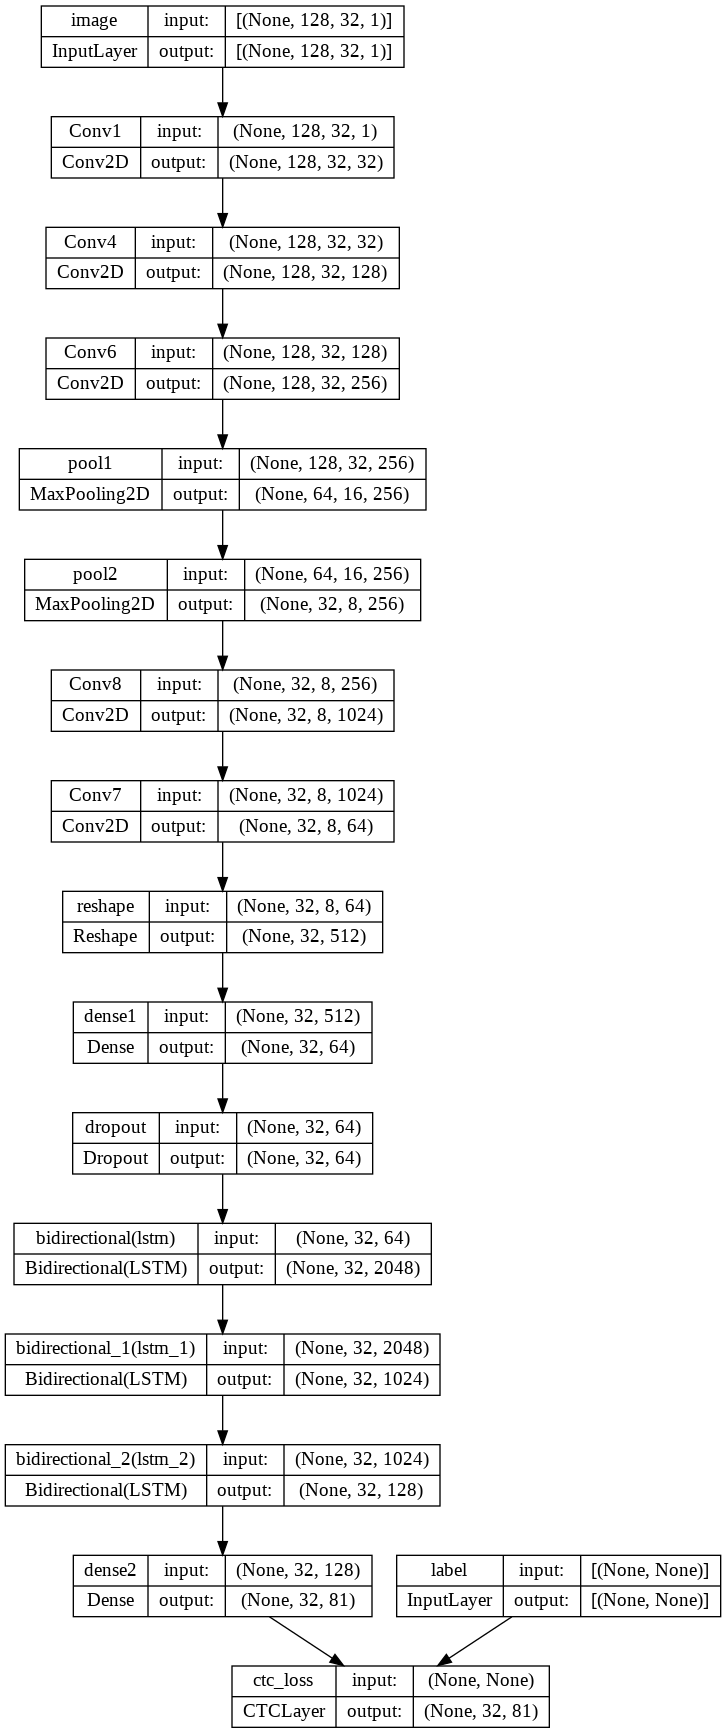 image input: [(None, 128, 32, 1)]
InputLayer output: [(None, 128, 32, 1)]
Conv1 input: (None, 128, 32, 1)
Conv2D output: (None, 128, 32, 32)
Conv4 input: (None, 128, 32, 32)
Conv2D output: (None, 128, 32, 128)
Conv6 input: (None, 128, 32, 128)
Conv2D output: (None, 128, 32, 256)
pool1 input: (None, 128, 32, 256)
MaxPooling2D output: (None, 64, 16, 256)
pool2 input: (None, 64, 16, 256)
MaxPooling2D output: (None, 32, 8, 256)
Conv8 input: (None, 32, 8, 256)
Conv2D output: (None, 32, 8, 1024)
Conv7 input: (None, 32, 8, 1024)
Conv2D output: (None, 32, 8, 64)
reshape input: (None, 32, 8, 64)
Reshape output: (None, 32, 512)
dense1 input: (None, 32, 512)
Dense output: (None, 32, 64)
dropout input: (None, 32, 64)
Dropout output: (None, 32, 64)
bidirectional(lstm) input: (None, 32, 64)
Bidirectional(LSTM) output: (None, 32, 2048)
bidirectional_1(lstm_1) input: (None, 32, 2048)
Bidirectional(LSTM) output: (None, 32, 1024)
bidirectional_2(lstm_2) input: (None, 32, 1024)
Bidirectional(LSTM) output: (None, 32, 128)
dense2 input: (None, 32, 128)
Dense output: (None, 32, 81)
label input: [(None, None)]
InputLayer output: [(None, None)]
ctc_loss input: (None, None)
CTCLayer output: (None, 32, 81)